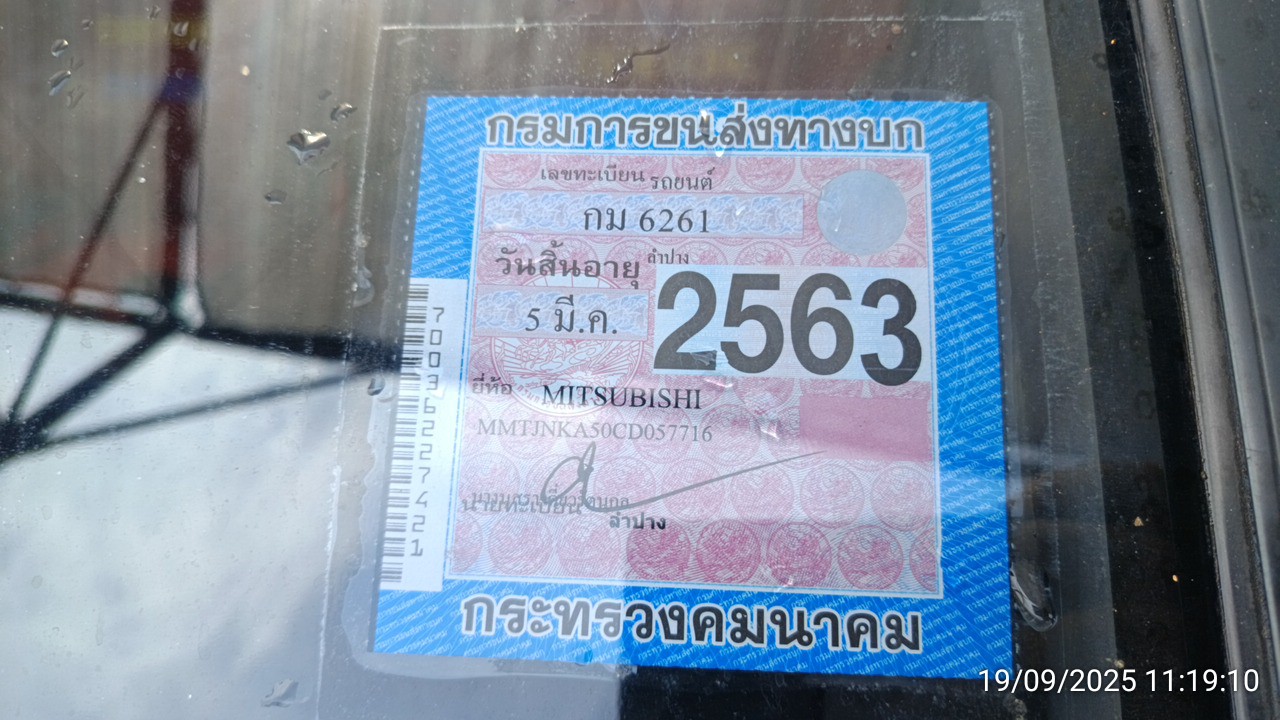 กรมการขนส่งทางบก
เลขทะเบียน รถยนต์
กม 6261
วันสิ้นอายุ ลำปาง
5 มี.ค. 2563
ยี่ห้อ MITSUBISHI
MMTJNKA50CD057716
นายทะเบียน
ลำปาง
กระทรวงคมนาคม
70036227421
19/09/2025 11:19:10